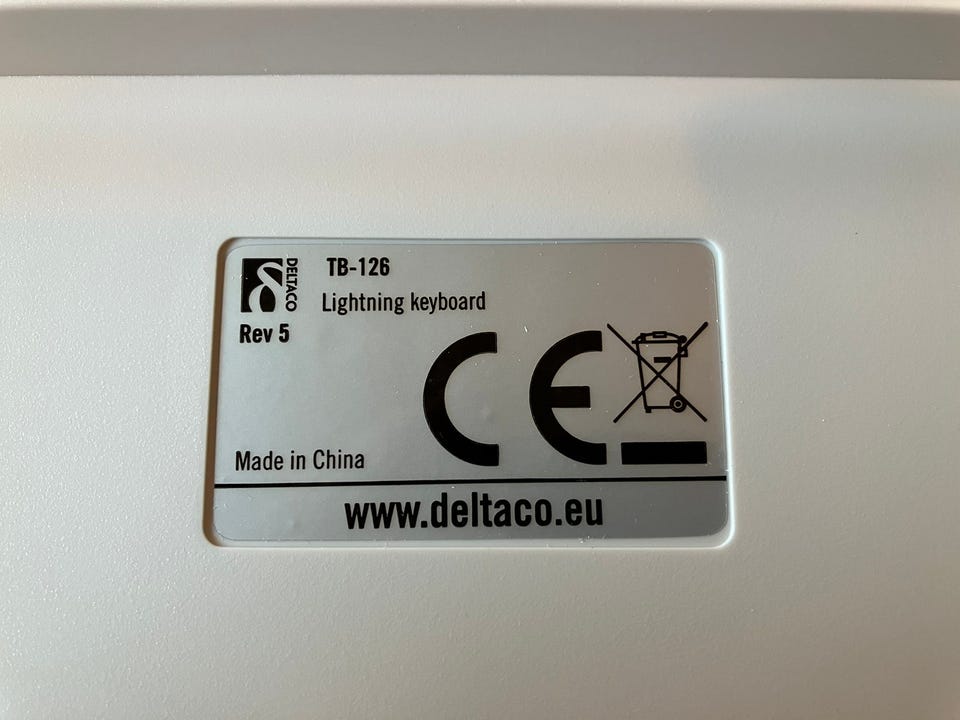 DELTACO
TB-126
Lightning keyboard
Rev 5
CE
Made in China
www.deltaco.eu